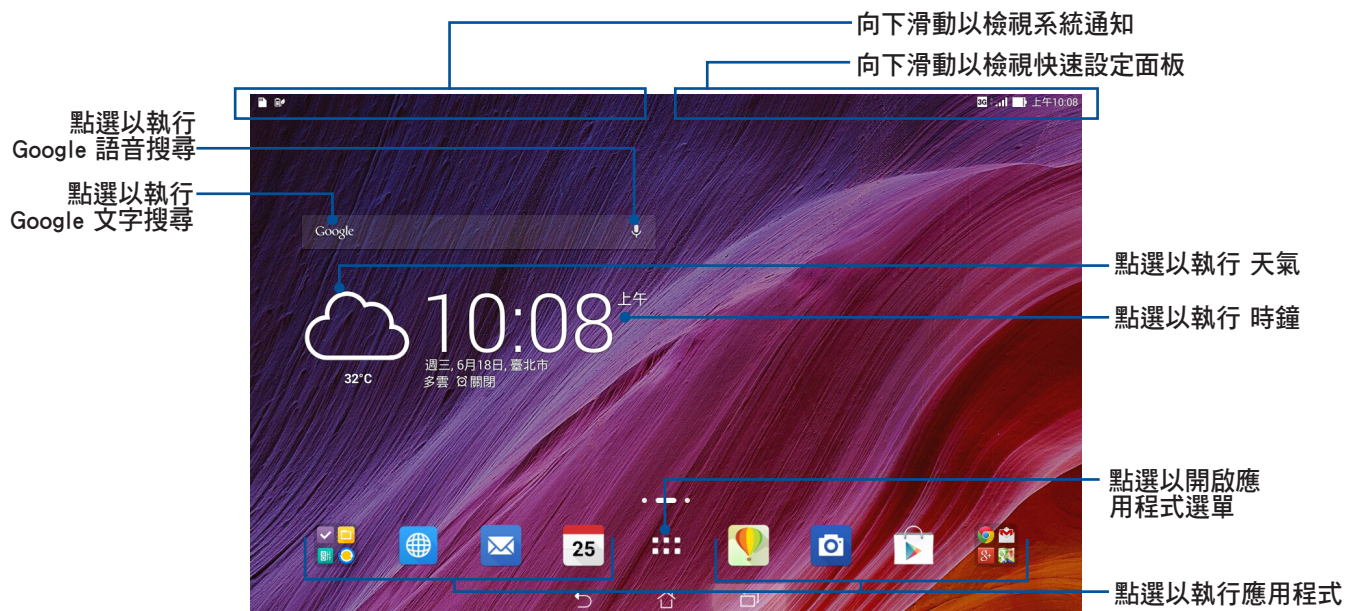 向下滑動以檢視系統通知
向下滑動以檢視快速設定面板
3G 上午10:08
點選以執行
Google 語音搜尋
點選以執行
Google 文字搜尋
Google
點選以執行 天氣
上午
10:08
點選以執行 時鐘
週三, 6月18日, 臺北市
32°C
多雲 關閉
點選以開啟應
用程式選單
25
8+
點選以執行應用程式